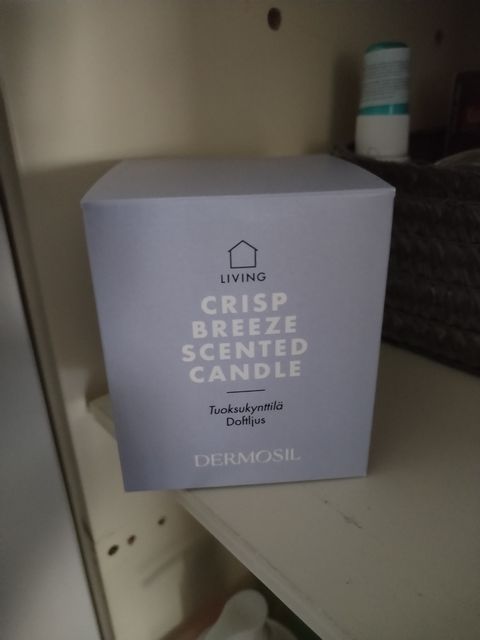 LIVING
CRISP
BREEZE
SCENTED
CANDLE
Tuoksukynttilä
Doftljus
DERMOSIL